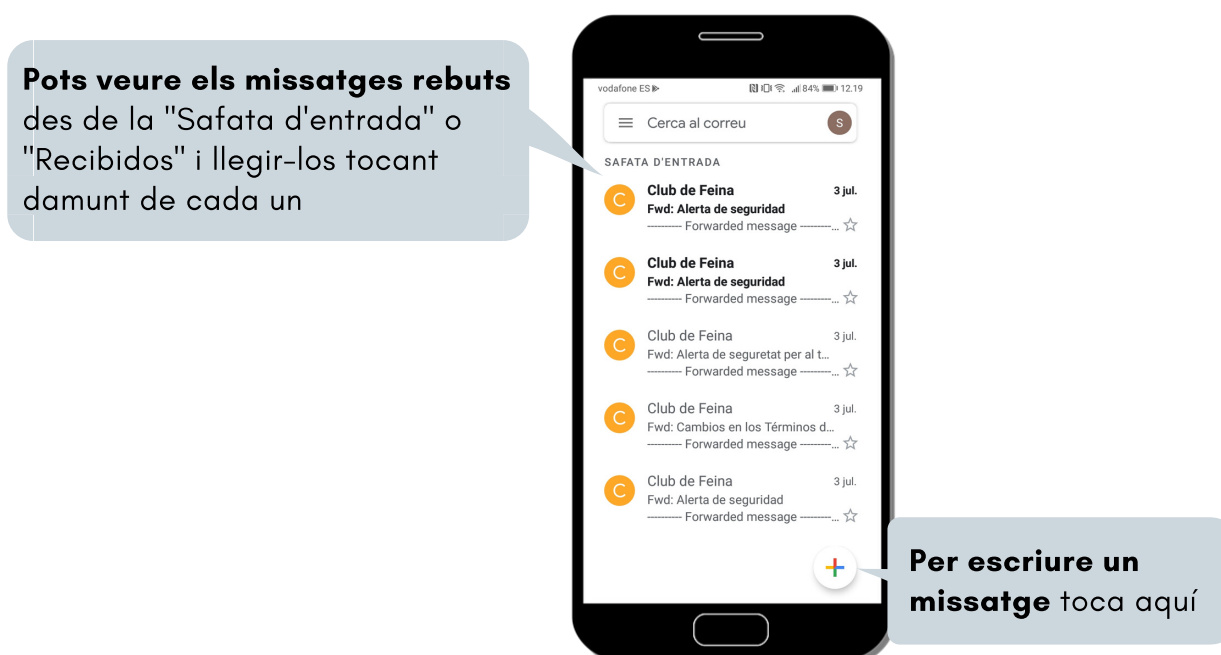 Pots veure els missatges rebuts
des de la "Safata d'entrada" o
"Recibidos" i llegir-los tocant
damunt de cada un
vodafone ES 84% 12.19
Cerca al correu S
SAFATA D'ENTRADA
C Club de Feina 3 jul.
Fwd: Alerta de seguridad
---------- Forwarded message ---------...
C Club de Feina 3 jul.
Fwd: Alerta de seguridad
---------- Forwarded message ---------...
C Club de Feina 3 jul.
Fwd: Alerta de seguretat per al t...
---------- Forwarded message ---------...
C Club de Feina 3 jul.
Fwd: Cambios en los Términos d...
---------- Forwarded message ---------...
C Club de Feina 3 jul.
Fwd: Alerta de seguridad
---------- Forwarded message ---------...
Per escriure un
missatge toca aquí